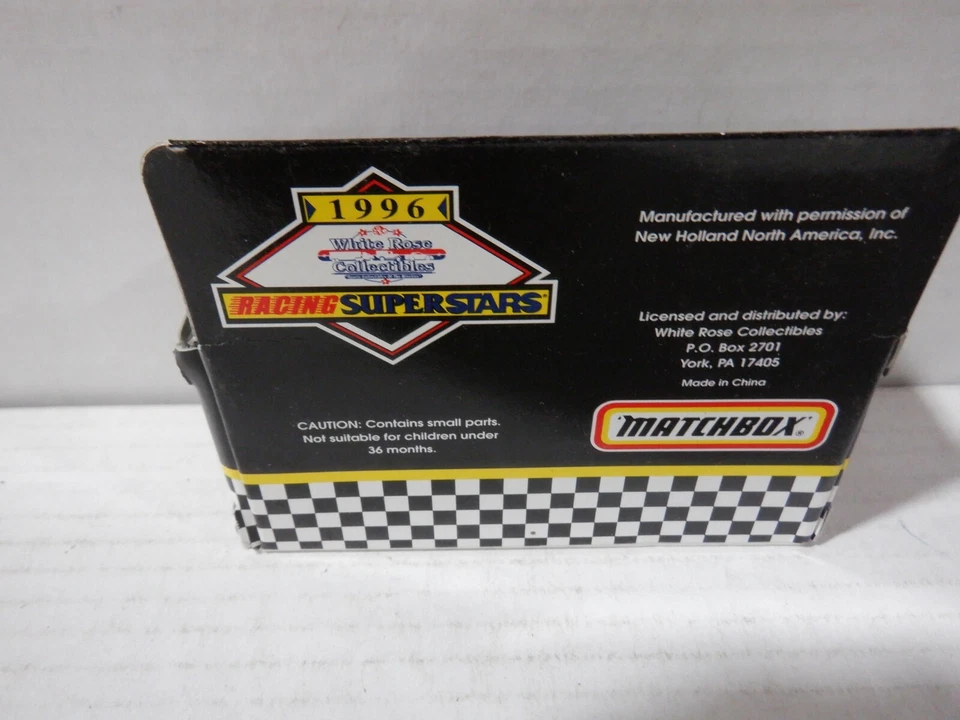 1996
White Rose
Collectibles
RACING SUPERSTARS
Manufactured with permission of
New Holland North America, Inc.
Licensed and distributed by:
White Rose Collectibles
P.O. Box 2701
York, PA 17405
Made in China
CAUTION: Contains small parts.
Not suitable for children under
36 months.
MATCHBOX®